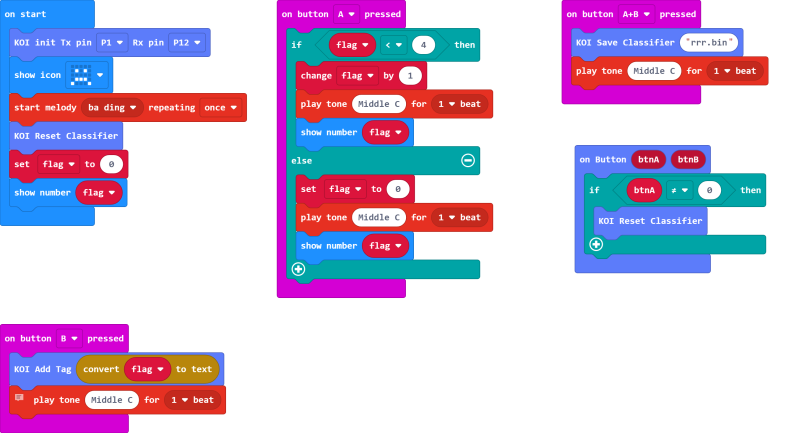 on start
KOI init Tx pin P1 Rx pin P12
show icon
start melody ba ding repeating once
KOI Reset Classifier
set flag to 0
show number flag
on button A pressed
if flag < 4 then
change flag by 1
play tone Middle C for 1 beat
show number flag
else
set flag to 0
play tone Middle C for 1 beat
show number flag
on button A+B pressed
KOI Save Classifier "rrr.bin"
play tone Middle C for 1 beat
on Button btnA btnB
if btnA ≠ 0 then
KOI Reset Classifier
on button B pressed
KOI Add Tag convert flag to text
play tone Middle C for 1 beat